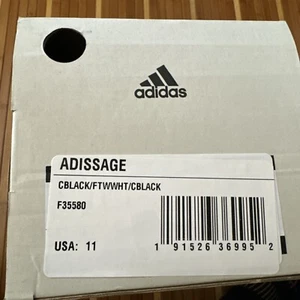 adidas
ADISSAGE
CBLACK/FTWWHT/CBLACK
F35580
USA: 11
1 91526 36995 2